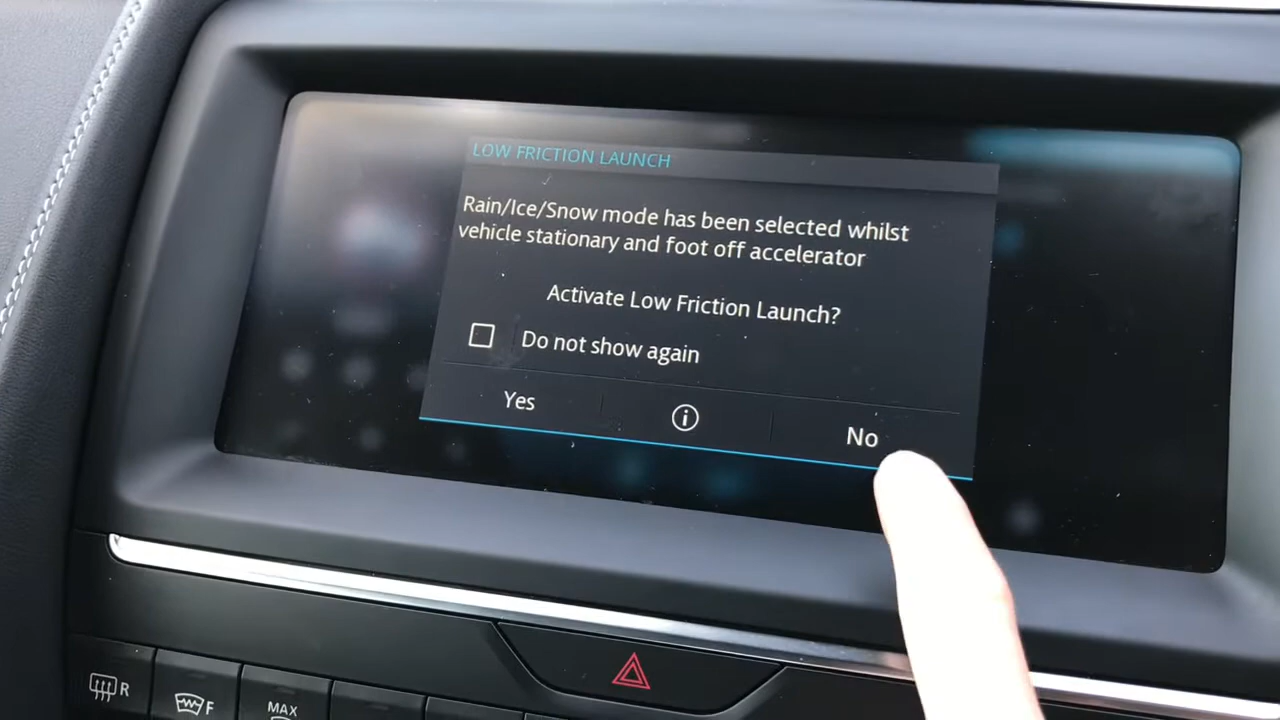 LOW FRICTION LAUNCH
Rain/Ice/Snow mode has been selected whilst
vehicle stationary and foot off accelerator
Activate Low Friction Launch?
Do not show again
Yes
i
No
R
F
MAX